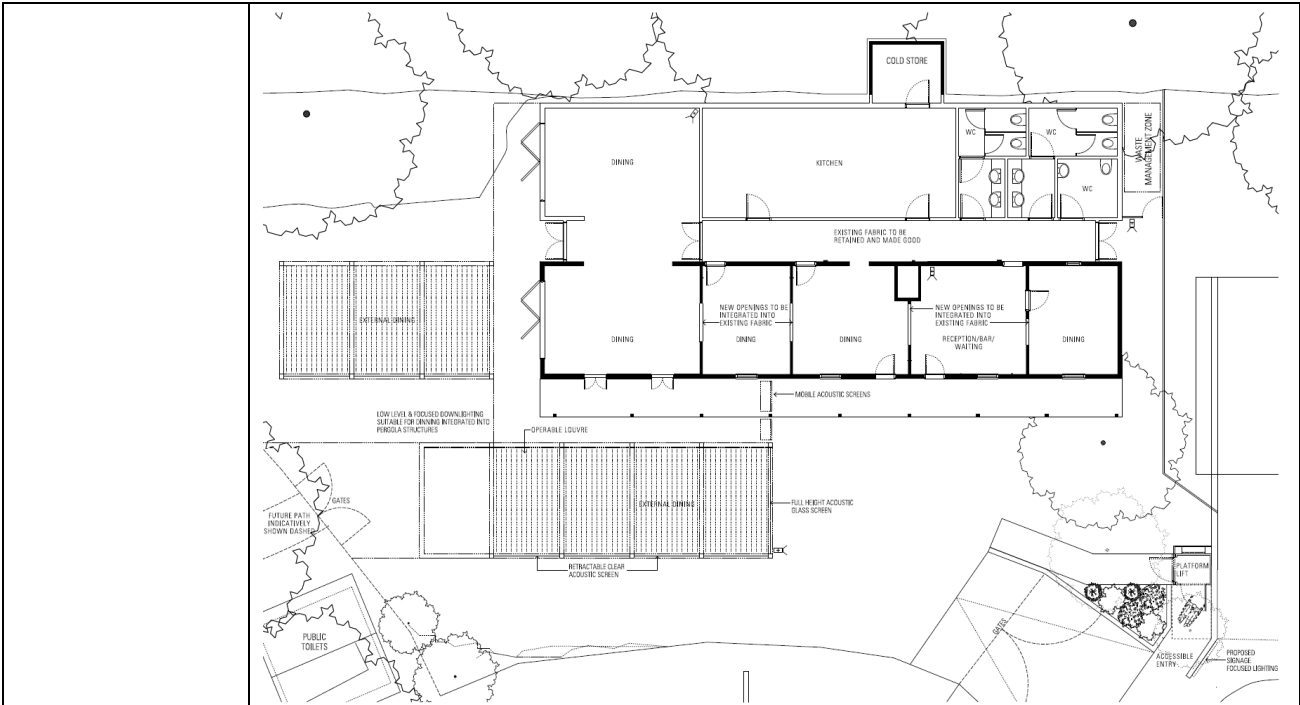 COLD STORE
WC
WC
WASTE
MANAGEMENT ZONE
DINING
KITCHEN
WC
EXISTING FABRIC TO BE
RETAINED AND MADE GOOD
EXTERNAL DINING
NEW OPENINGS TO BE
INTEGRATED INTO
EXISTING FABRIC
NEW OPENINGS TO BE
INTEGRATED INTO
EXISTING FABRIC
DINING
DINING
DINING
RECEPTION/BAR/
WAITING
DINING
MOBILE ACOUSTIC SCREENS
LOW LEVEL & FOCUSED DOWNLIGHTING
SUITABLE FOR DINNING INTEGRATED INTO
PERGOLA STRUCTURES
OPERABLE LOUVRE
GATES
FUTURE PATH
INDICATIVELY
SHOWN DASHED
EXTERNAL DINING
FULL HEIGHT ACOUSTIC
GLASS SCREEN
RETRACTABLE CLEAR
ACOUSTIC SCREEN
PLATFORM
LIFT
PUBLIC
TOILETS
GATES
ACCESSIBLE
ENTRY
PROPOSED
SIGNAGE
FOCUSED LIGHTING